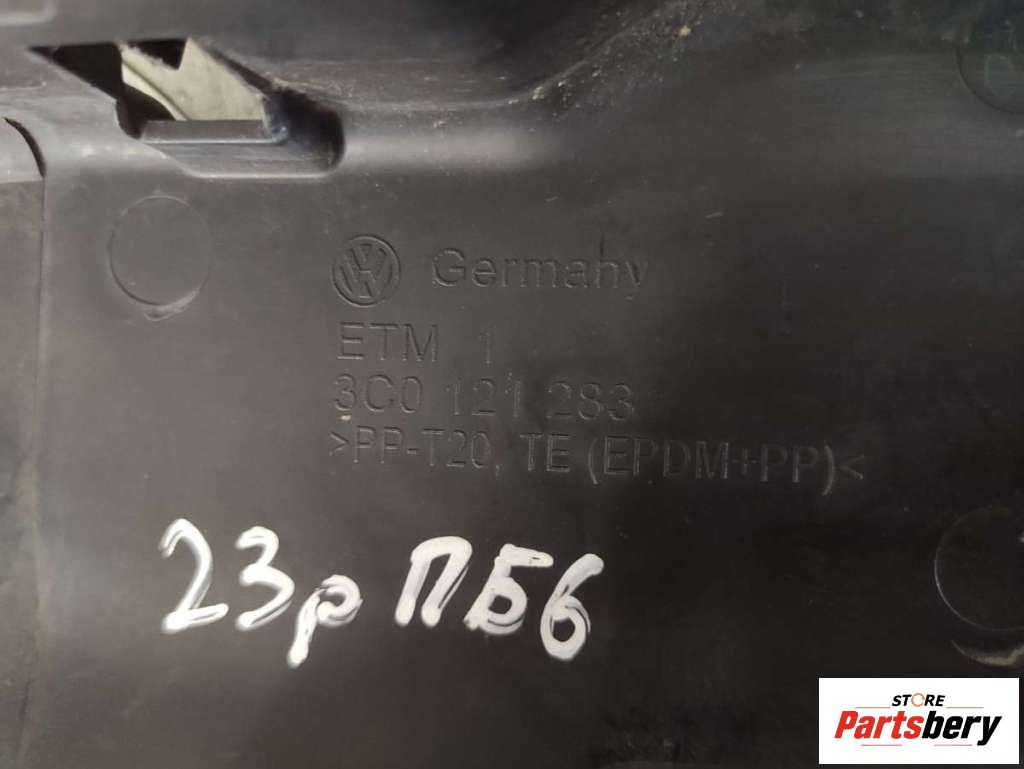 Germany
ETM 1
3C0 121 283
>PP-T20, TE (EPDM+PP)<
23р ПБ6
STORE
Partsbery